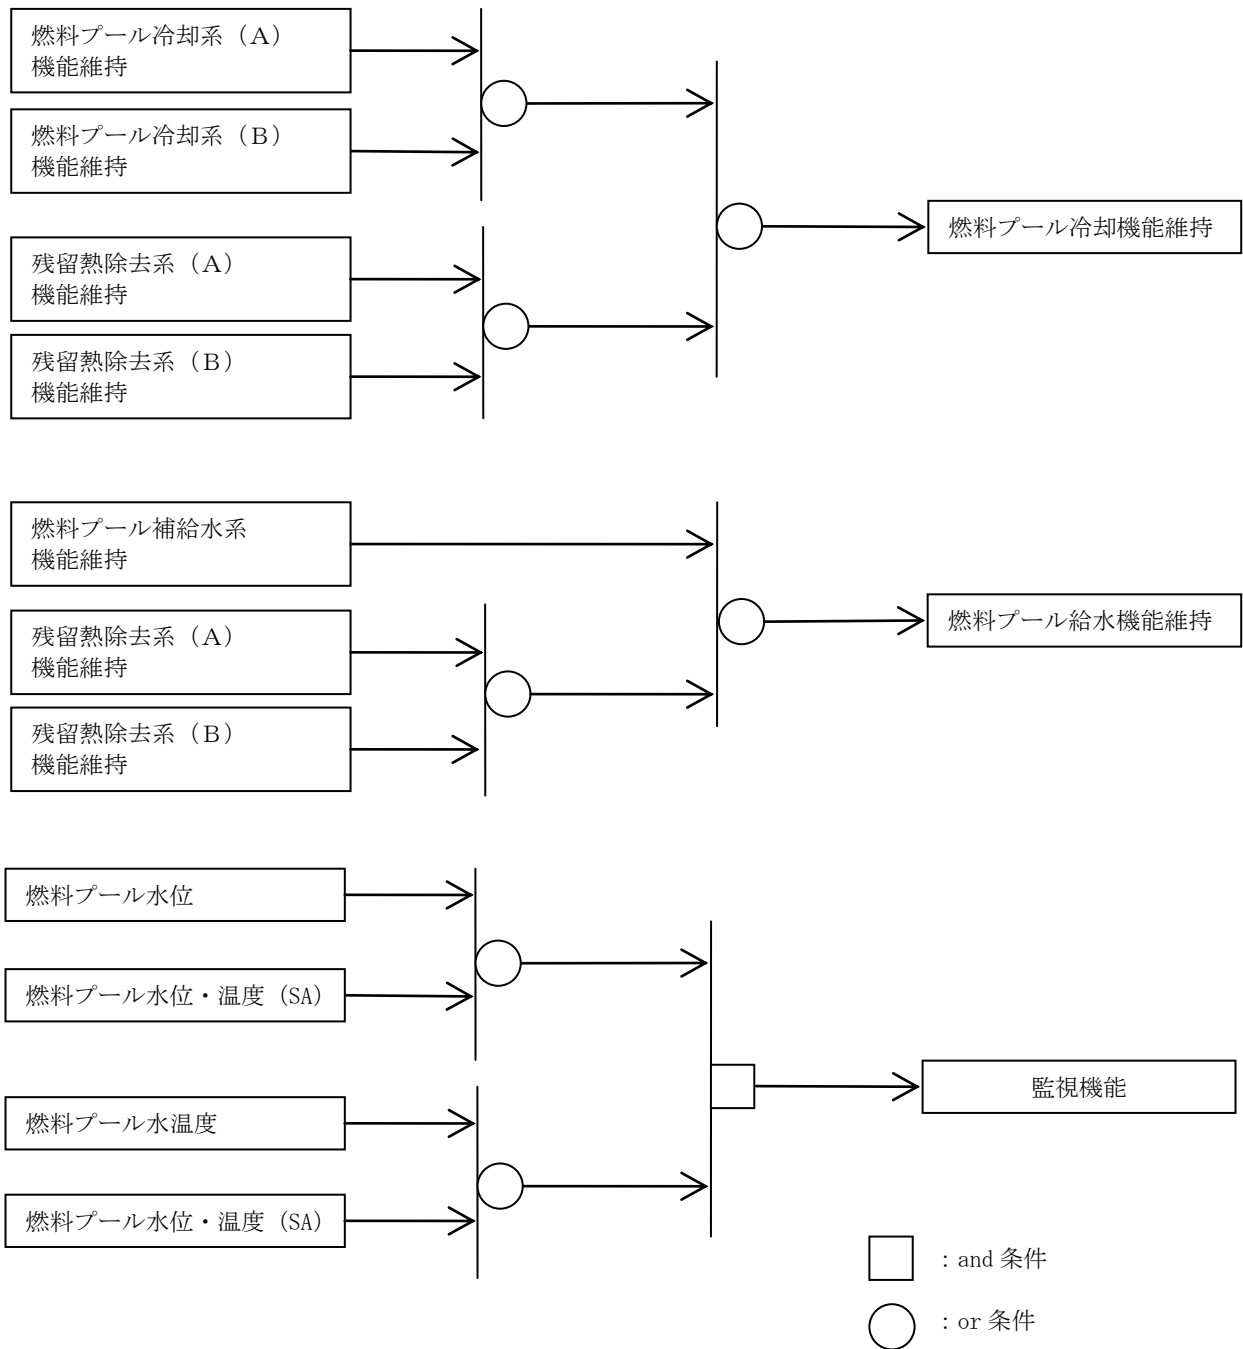 燃料プール冷却系（Ａ）
機能維持
燃料プール冷却系（Ｂ）
機能維持
燃料プール冷却機能維持
残留熱除去系（Ａ）
機能維持
残留熱除去系（Ｂ）
機能維持
燃料プール補給水系
機能維持
燃料プール給水機能維持
残留熱除去系（Ａ）
機能維持
残留熱除去系（Ｂ）
機能維持
燃料プール水位
燃料プール水位・温度（SA）
監視機能
燃料プール水温度
燃料プール水位・温度（SA）
：and 条件
：or 条件